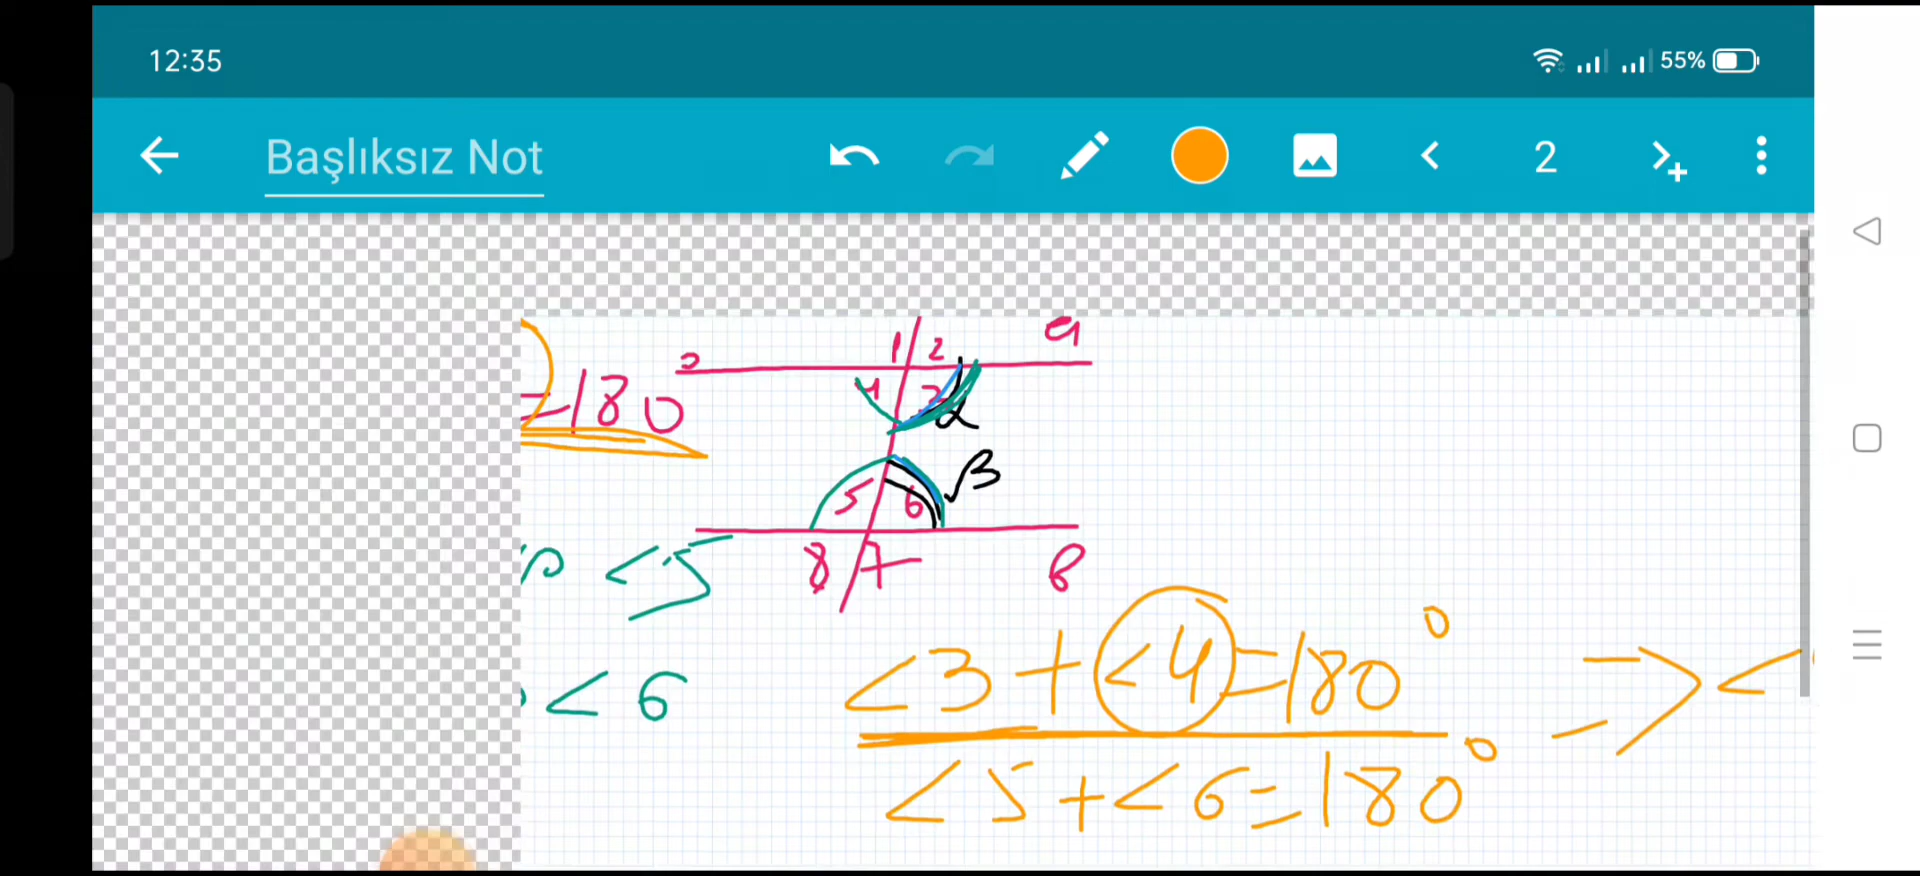 12:35 55%
Başlıksız Not 2
a
1 2
=180
4 3
α
β
5 6
8 7
B
<5
<3+<4=180° => <
<6
<5+<6=180°